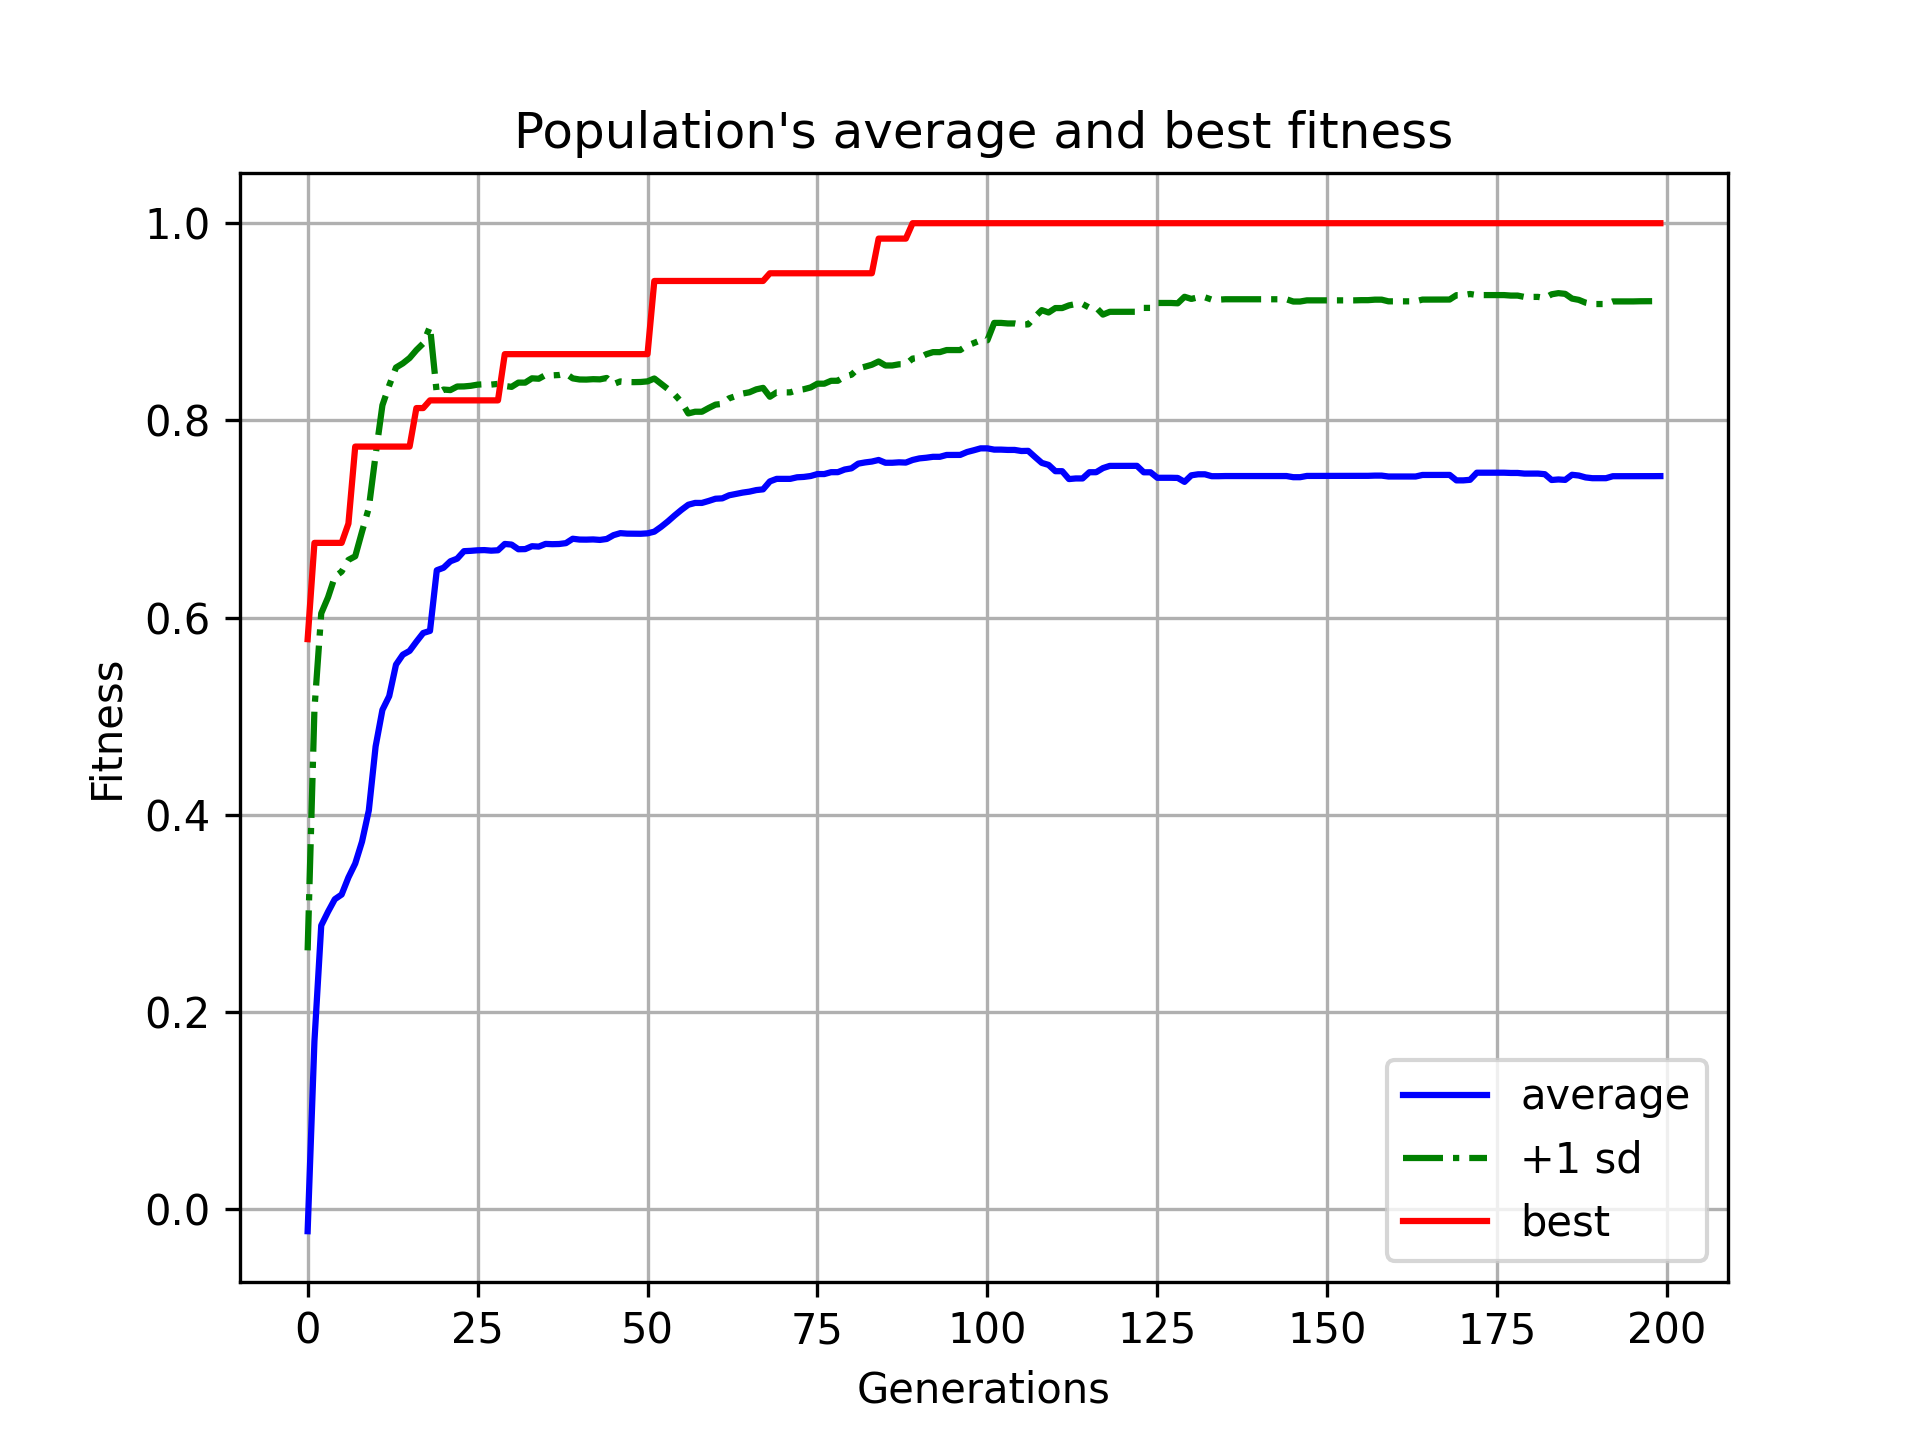 Population's average and best fitness
1.0
0.8
0.6
0.4
0.2
0.0
Fitness
0 25 50 75 100 125 150 175 200
Generations
average
+1 sd
best